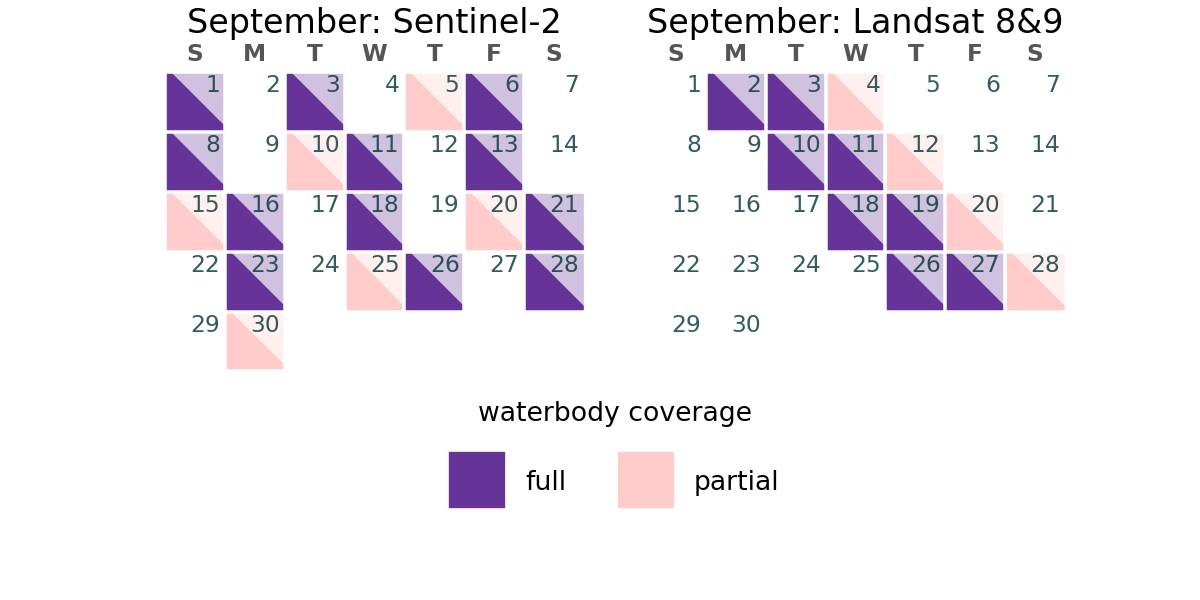 September: Sentinel-2
S M T W T F S
1 2 3 4 5 6 7
8 9 10 11 12 13 14
15 16 17 18 19 20 21
22 23 24 25 26 27 28
29 30
September: Landsat 8&9
S M T W T F S
1 2 3 4 5 6 7
8 9 10 11 12 13 14
15 16 17 18 19 20 21
22 23 24 25 26 27 28
29 30
waterbody coverage
full partial